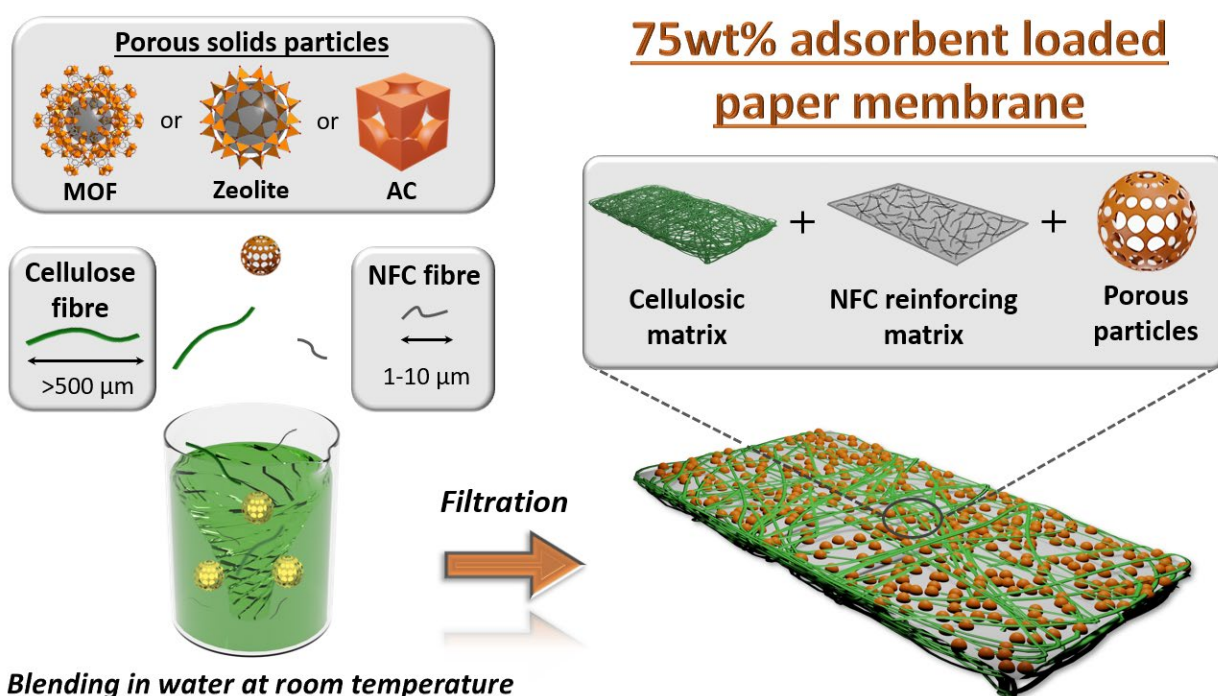 Porous solids particles
or
or
MOF
Zeolite
AC
75wt% adsorbent loaded
paper membrane
Cellulose
fibre
>500 µm
NFC fibre
1-10 µm
+
+
Cellulosic
matrix
NFC reinforcing
matrix
Porous
particles
Filtration
Blending in water at room temperature